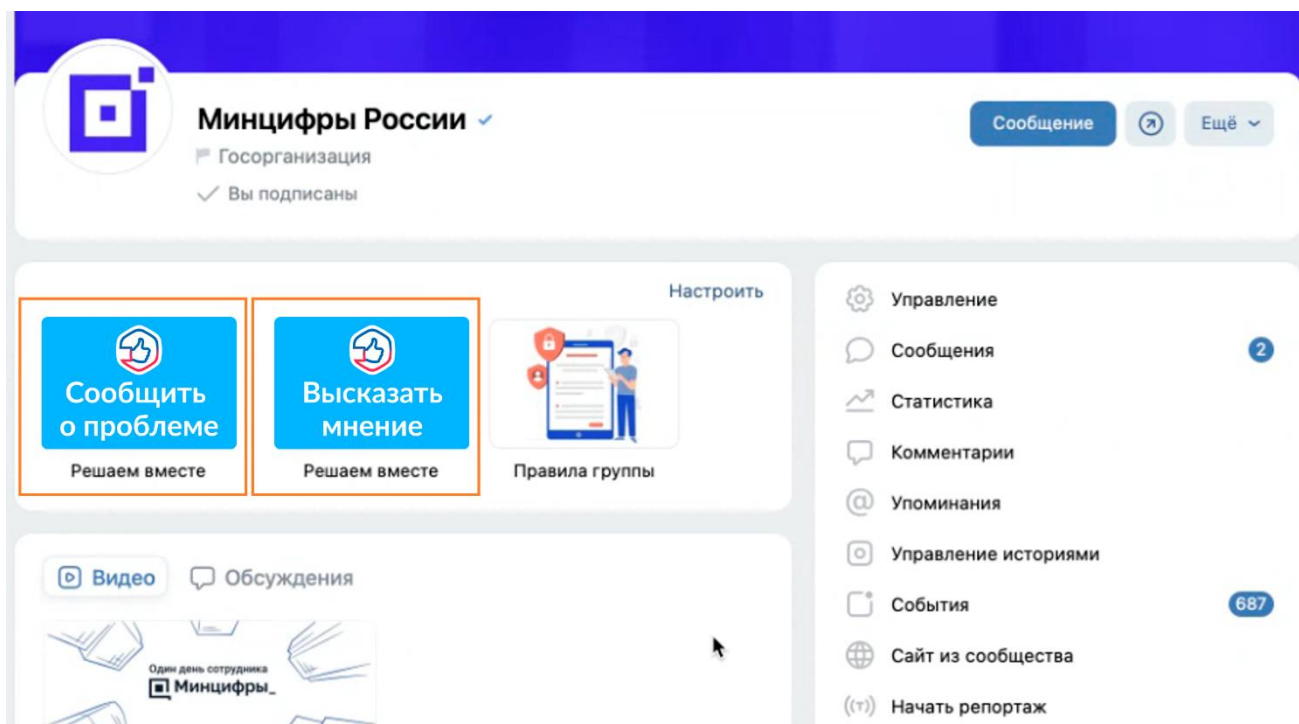 Минцифры России
Госорганизация
Вы подписаны
Сообщение
Ещё
Настроить
Сообщить
о проблеме
Решаем вместе
Высказать
мнение
Решаем вместе
Правила группы
Видео
Обсуждения
Один день сотрудника
Минцифры_
Управление
Сообщения 2
Статистика
Комментарии
Упоминания
Управление историями
События 687
Сайт из сообщества
Начать репортаж